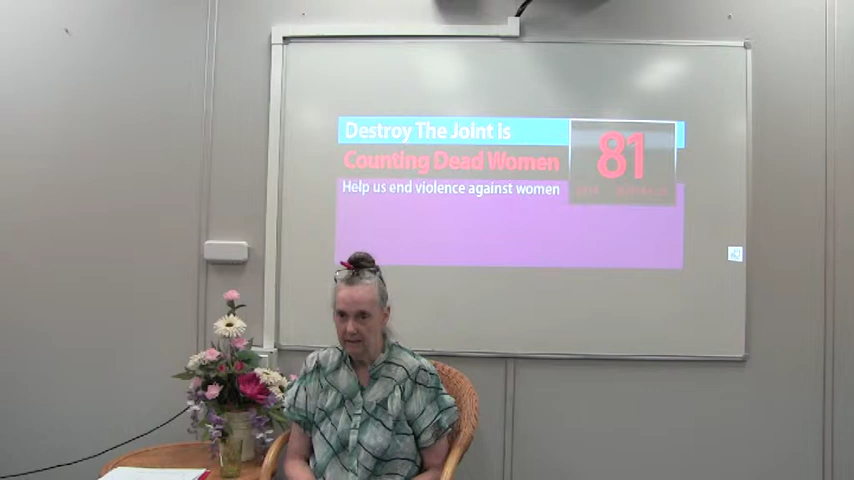 Destroy The Joint is
Counting Dead Women
Help us end violence against women
81